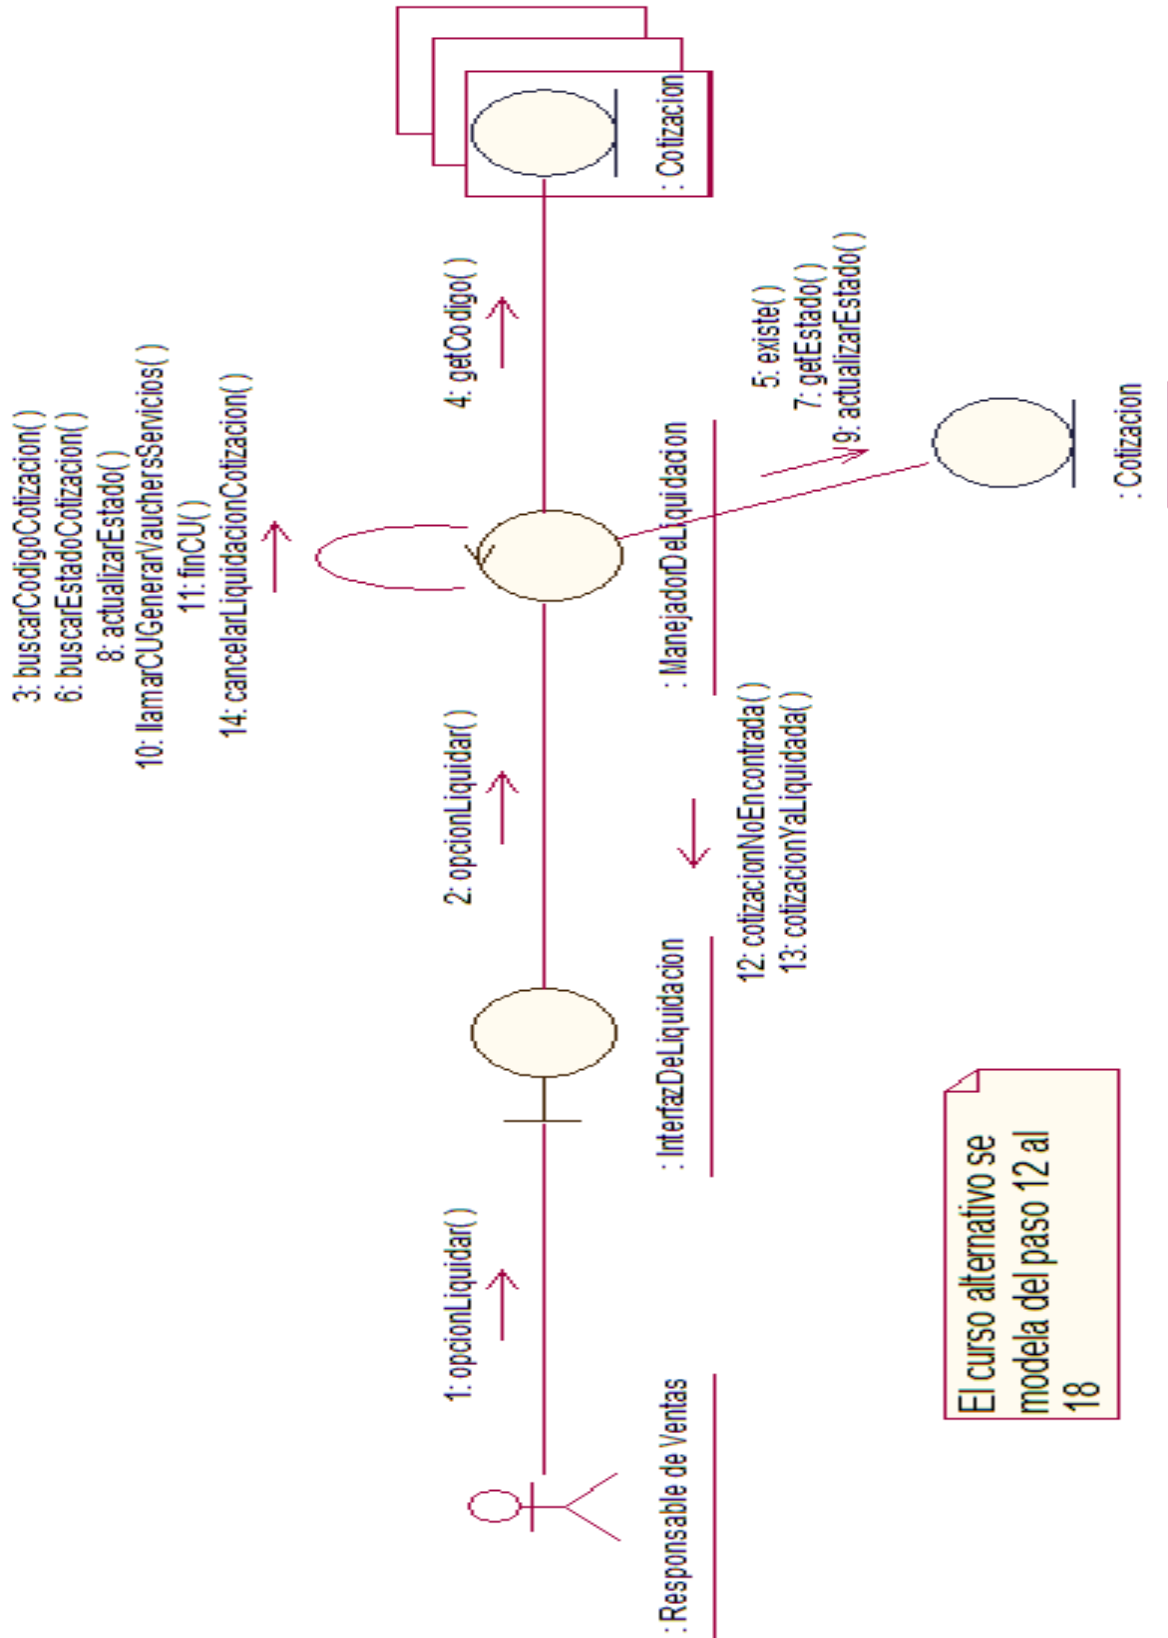 3: buscarCodigoCotizacion( )
6: buscarEstadoCotizacion( )
8: actualizarEstado( )
10: llamarCUGenerarVauchersServicios( )
11: finCU( )
14: cancelarLiquidacionCotizacion( )
1: opcionLiquidar( )
2: opcionLiquidar( )
4: getCodigo( )
: Responsable de Ventas
: InterfazDeLiquidacion
: ManejadorDeLiquidacion
: Cotizacion
12: cotizacionNoEncontrada( )
13: cotizacionYaLiquidada( )
5: existe( )
7: getEstado( )
9: actualizarEstado( )
: Cotizacion
El curso alternativo se
modela del paso 12 al
18